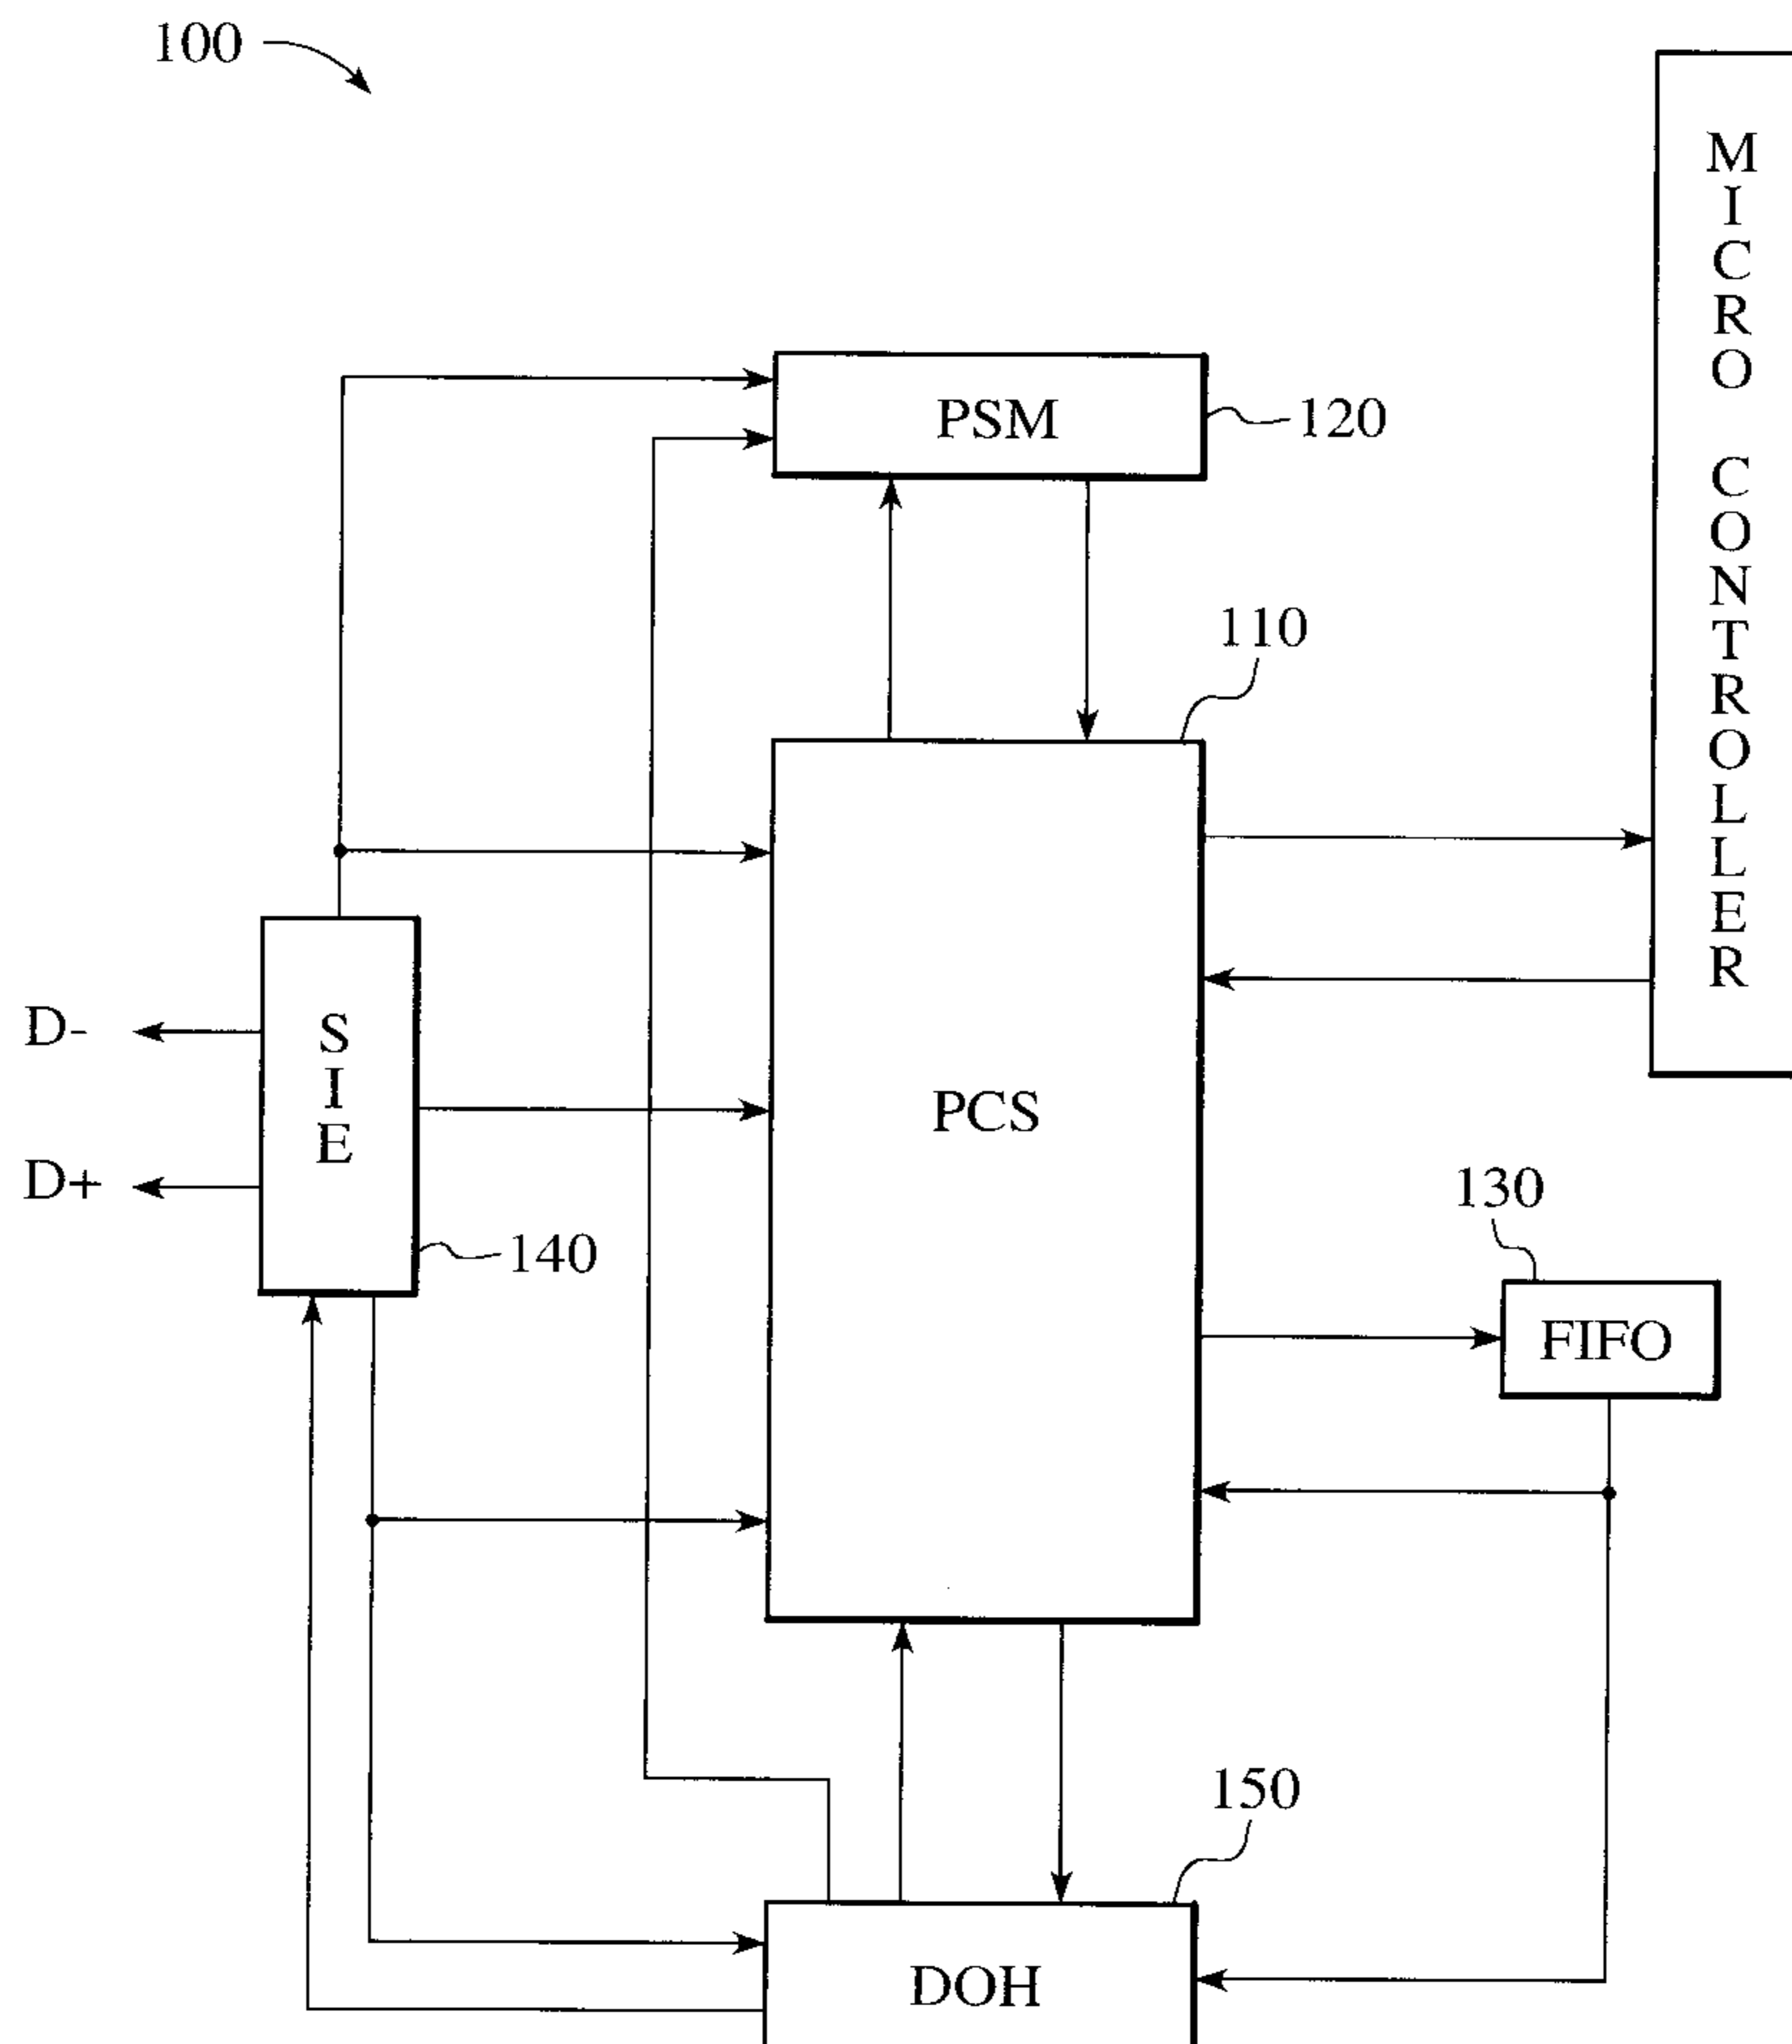 100
MICRO CONTROLLER
PSM
120
110
SIE
D-
D+
PCS
140
130
FIFO
150
DOH